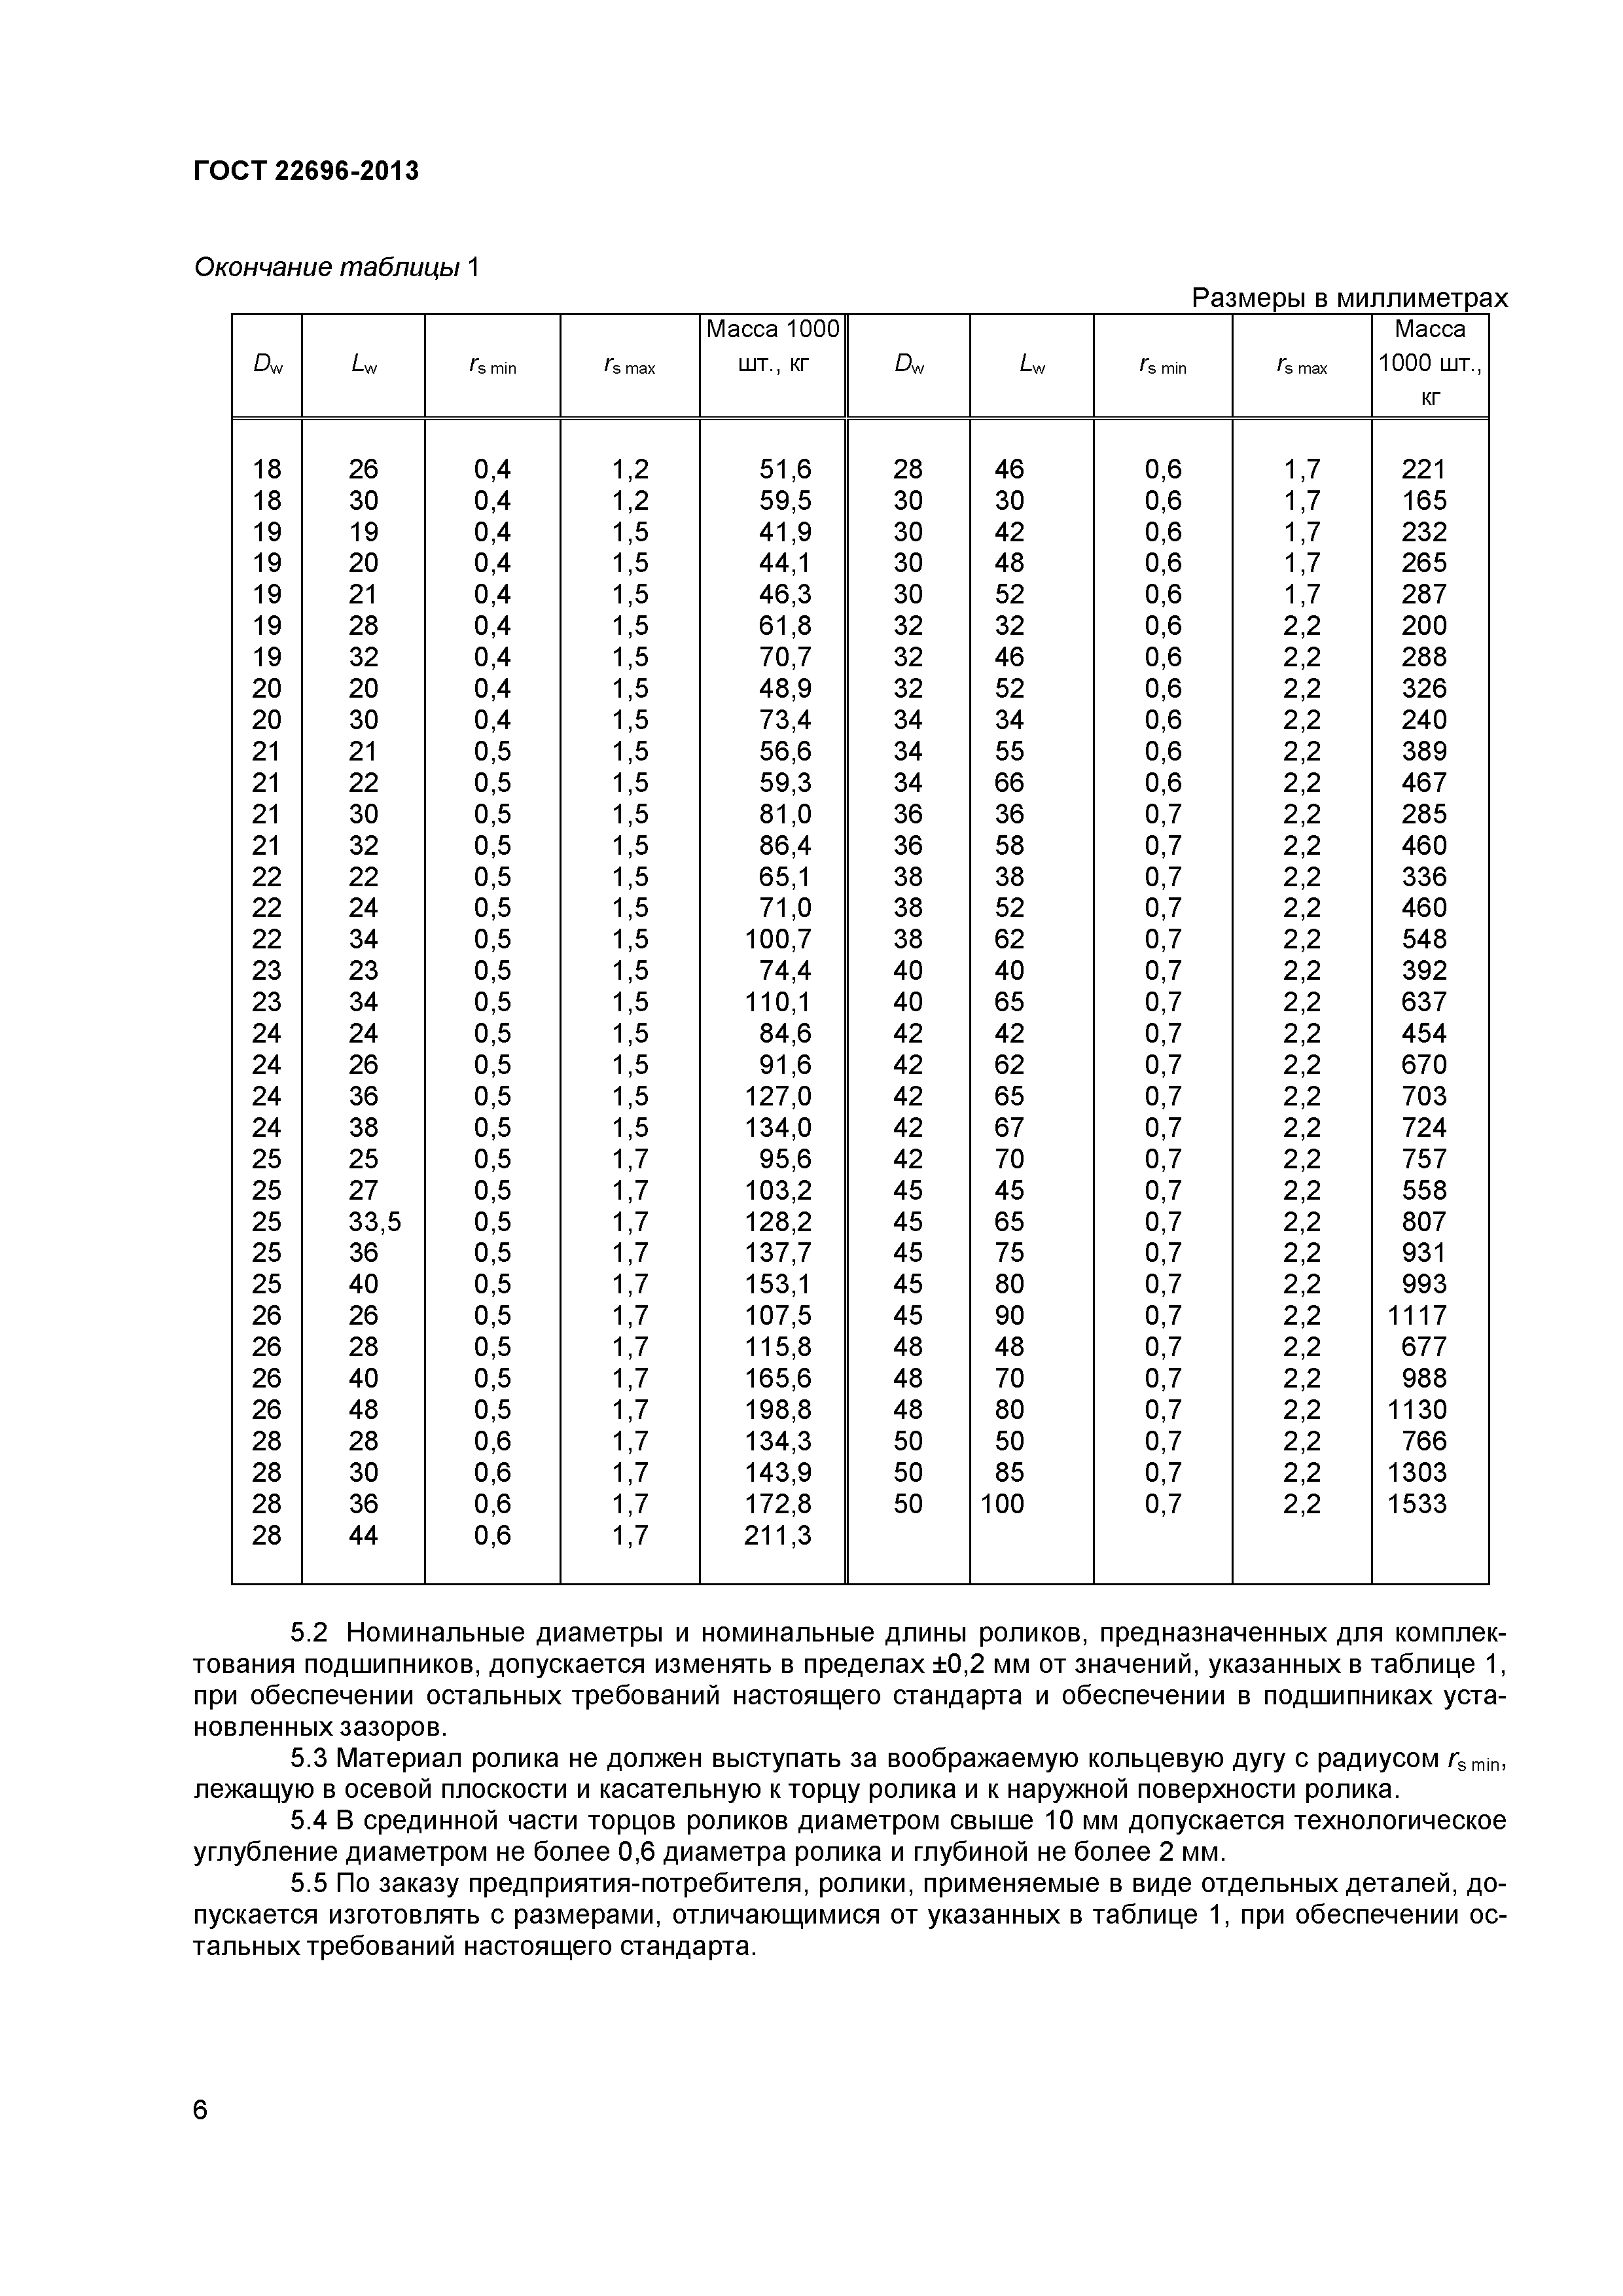 ГОСТ 22696-2013
Окончание таблицы 1
Размеры в миллиметрах
Dw Lw rs min rs max Масса 1000 шт., кг Dw Lw rs min rs max Масса 1000 шт., кг
18 26 0,4 1,2 51,6 28 46 0,6 1,7 221
18 30 0,4 1,2 59,5 30 30 0,6 1,7 165
19 19 0,4 1,5 41,9 30 42 0,6 1,7 232
19 20 0,4 1,5 44,1 30 48 0,6 1,7 265
19 21 0,4 1,5 46,3 30 52 0,6 1,7 287
19 28 0,4 1,5 61,8 32 32 0,6 2,2 200
19 32 0,4 1,5 70,7 32 46 0,6 2,2 288
20 20 0,4 1,5 48,9 32 52 0,6 2,2 326
20 30 0,4 1,5 73,4 34 34 0,6 2,2 240
21 21 0,5 1,5 56,6 34 55 0,6 2,2 389
21 22 0,5 1,5 59,3 34 66 0,6 2,2 467
21 30 0,5 1,5 81,0 36 36 0,7 2,2 285
21 32 0,5 1,5 86,4 36 58 0,7 2,2 460
22 22 0,5 1,5 65,1 38 38 0,7 2,2 336
22 24 0,5 1,5 71,0 38 52 0,7 2,2 460
22 34 0,5 1,5 100,7 38 62 0,7 2,2 548
23 23 0,5 1,5 74,4 40 40 0,7 2,2 392
23 34 0,5 1,5 110,1 40 65 0,7 2,2 637
24 24 0,5 1,5 84,6 42 42 0,7 2,2 454
24 26 0,5 1,5 91,6 42 62 0,7 2,2 670
24 36 0,5 1,5 127,0 42 65 0,7 2,2 703
24 38 0,5 1,5 134,0 42 67 0,7 2,2 724
25 25 0,5 1,7 95,6 42 70 0,7 2,2 757
25 27 0,5 1,7 103,2 45 45 0,7 2,2 558
25 33,5 0,5 1,7 128,2 45 65 0,7 2,2 807
25 36 0,5 1,7 137,7 45 75 0,7 2,2 931
25 40 0,5 1,7 153,1 45 80 0,7 2,2 993
26 26 0,5 1,7 107,5 45 90 0,7 2,2 1117
26 28 0,5 1,7 115,8 48 48 0,7 2,2 677
26 40 0,5 1,7 165,6 48 70 0,7 2,2 988
26 48 0,5 1,7 198,8 48 80 0,7 2,2 1130
28 28 0,6 1,7 134,3 50 50 0,7 2,2 766
28 30 0,6 1,7 143,9 50 85 0,7 2,2 1303
28 36 0,6 1,7 172,8 50 100 0,7 2,2 1533
28 44 0,6 1,7 211,3
5.2 Номинальные диаметры и номинальные длины роликов, предназначенных для комплек-
тования подшипников, допускается изменять в пределах ±0,2 мм от значений, указанных в таблице 1,
при обеспечении остальных требований настоящего стандарта и обеспечении в подшипниках уста-
новленных зазоров.
5.3 Материал ролика не должен выступать за воображаемую кольцевую дугу с радиусом rs min,
лежащую в осевой плоскости и касательную к торцу ролика и к наружной поверхности ролика.
5.4 В срединной части торцов роликов диаметром свыше 10 мм допускается технологическое
углубление диаметром не более 0,6 диаметра ролика и глубиной не более 2 мм.
5.5 По заказу предприятия-потребителя, ролики, применяемые в виде отдельных деталей, до-
пускается изготовлять с размерами, отличающимися от указанных в таблице 1, при обеспечении ос-
тальных требований настоящего стандарта.
6